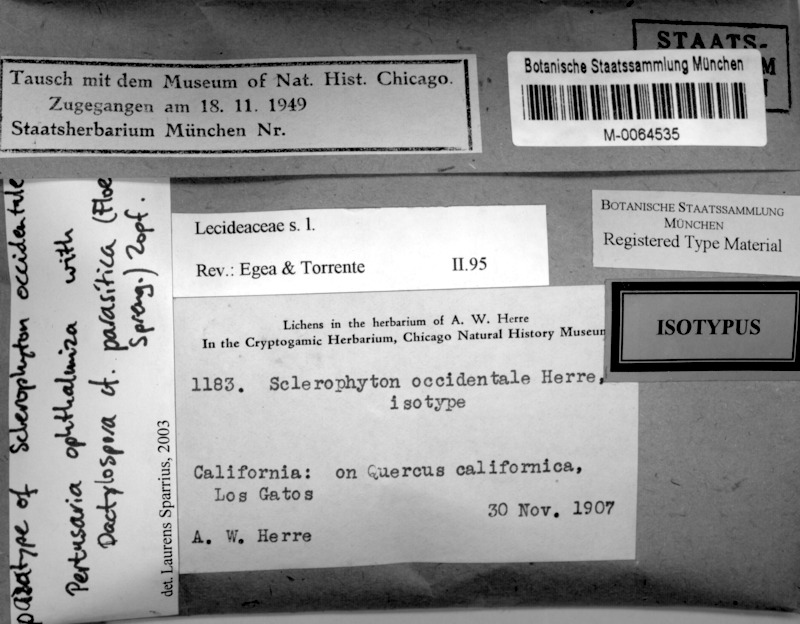 STAATS-
Botanische Staatssammlung München
M-0064535
Tausch mit dem Museum of Nat. Hist. Chicago.
Zugegangen am 18. 11. 1949
Staatsherbarium München Nr.
BOTANISCHE STAATSSAMMLUNG
MÜNCHEN
Registered Type Material
Lecideaceae s. l.
Rev.: Egea & Torrente II.95
ISOTYPUS
Lichens in the herbarium of A. W. Herre
In the Cryptogamic Herbarium, Chicago Natural History Museum
1183. Sclerophyton occidentale Herre,
isotype
California: on Quercus californica,
Los Gatos
30 Nov. 1907
A. W. Herre
paratype of Sclerophyton occidentale
Pertusaria ophthalmiza with
Dactylospora cf. parasitica (Floe
Spreng.) Zopf.
det. Laurens Sparrius, 2003